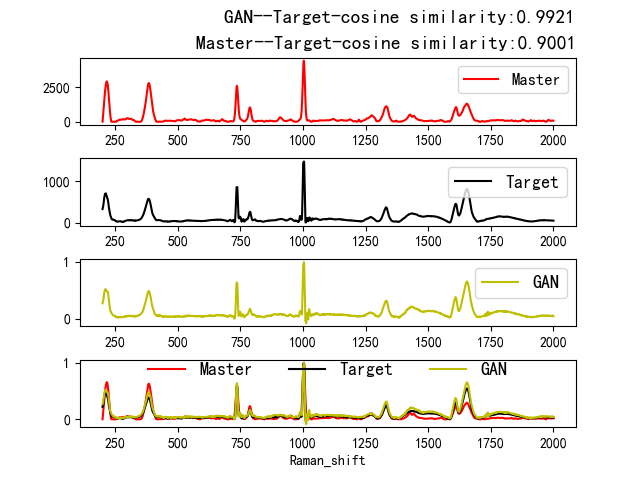 GAN--Target-cosine similarity:0.9921
Master--Target-cosine similarity:0.9001
2500
0
Master
250 500 750 1000 1250 1500 1750 2000
1000
0
Target
250 500 750 1000 1250 1500 1750 2000
1
0
GAN
250 500 750 1000 1250 1500 1750 2000
1
0
Master Target GAN
250 500 750 1000 1250 1500 1750 2000
Raman_shift